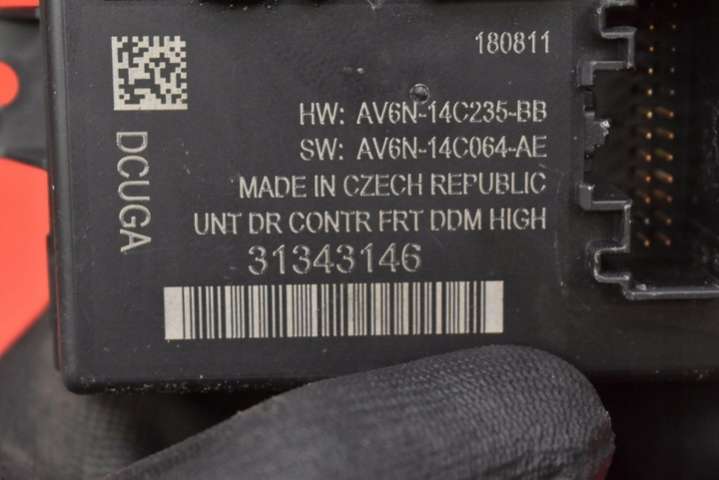 180811
HW: AV6N-14C235-BB
SW: AV6N-14C064-AE
MADE IN CZECH REPUBLIC
UNT DR CONTR FRT DDM HIGH
31343146
DCUGA